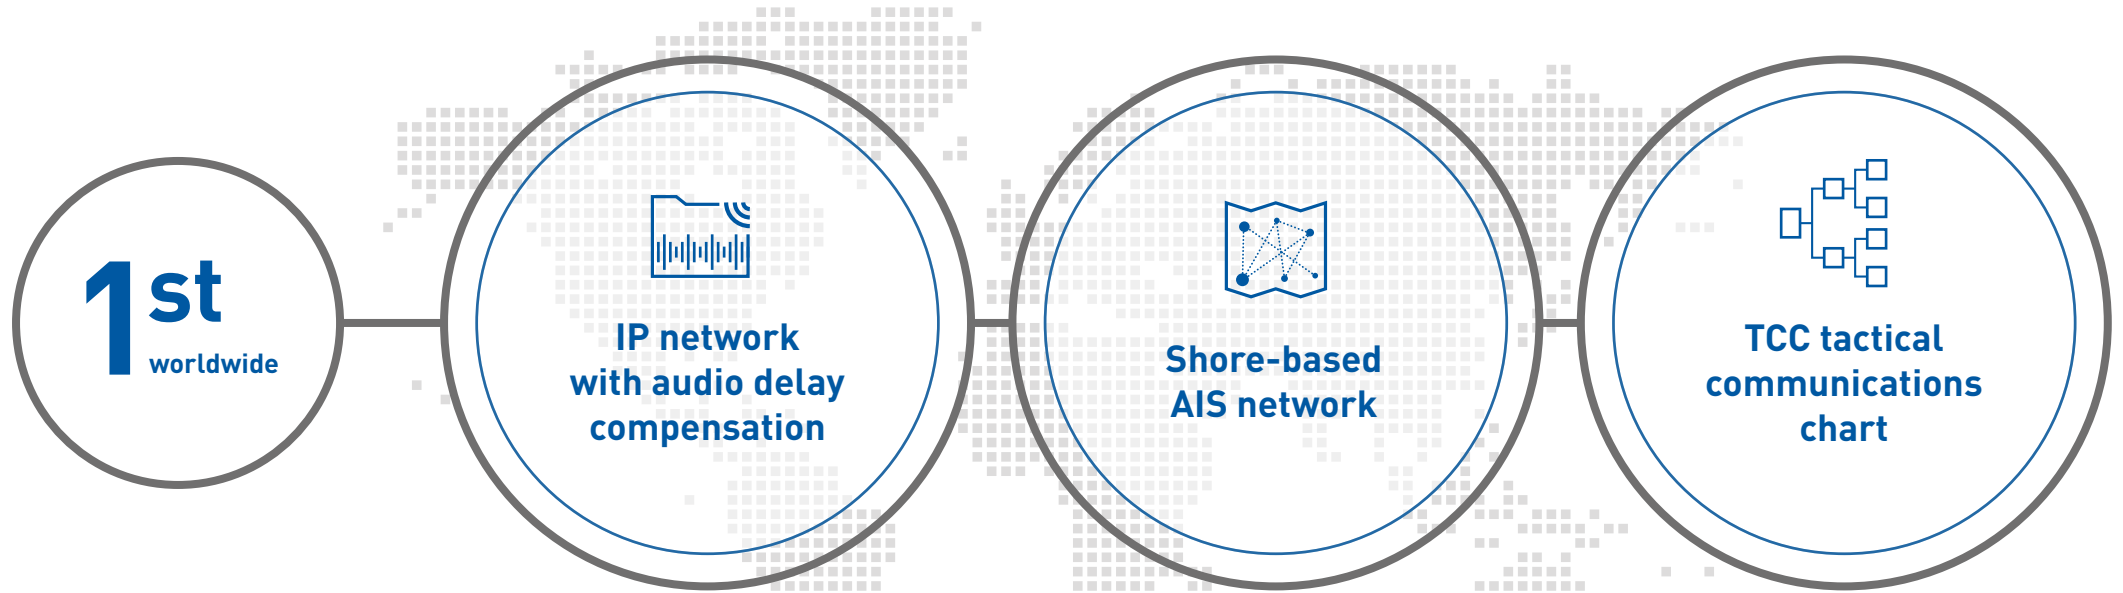 1st
worldwide
IP network
with audio delay
compensation
Shore-based
AIS network
TCC tactical
communications
chart